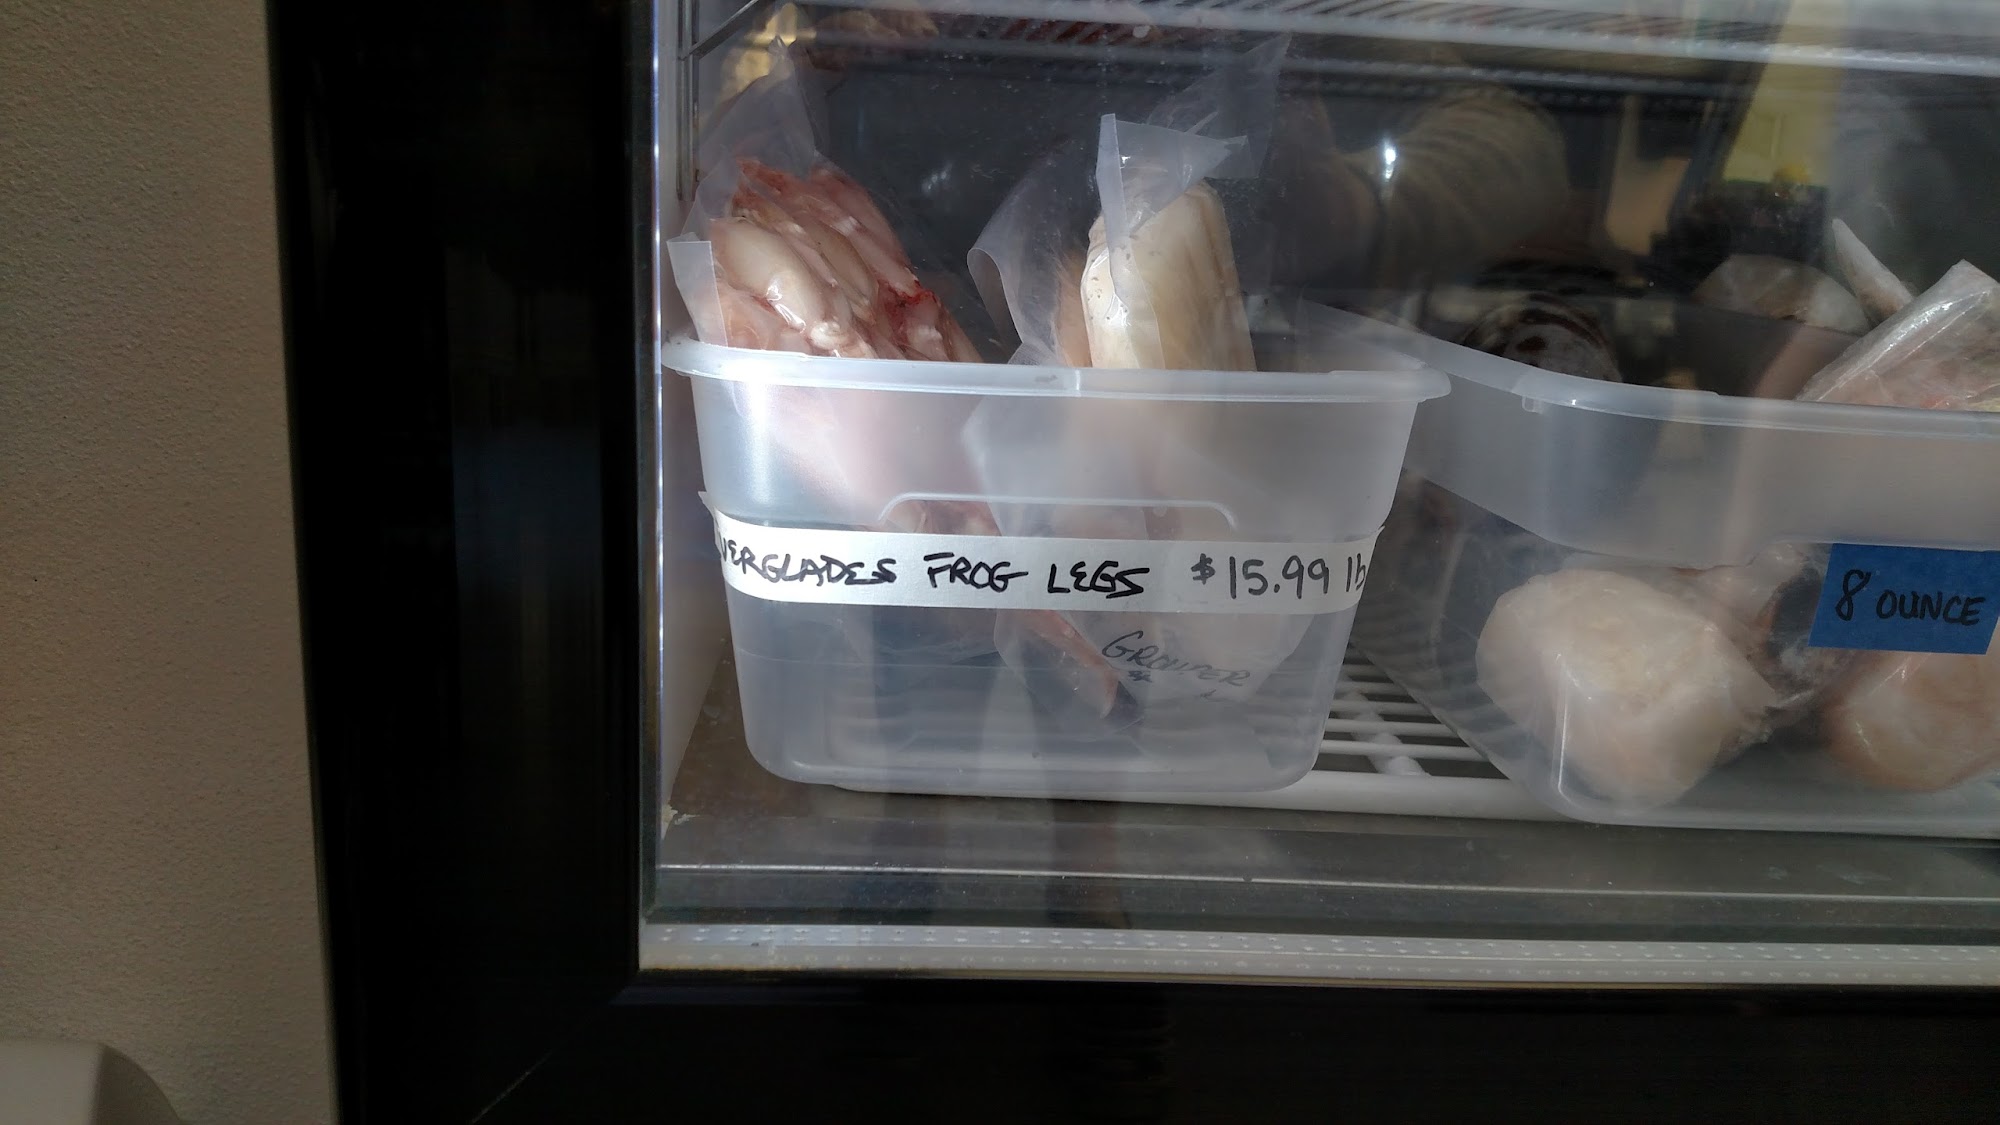 VERGLADES FROG LEGS $15.99 lb
GROUPER
8 OUNCE